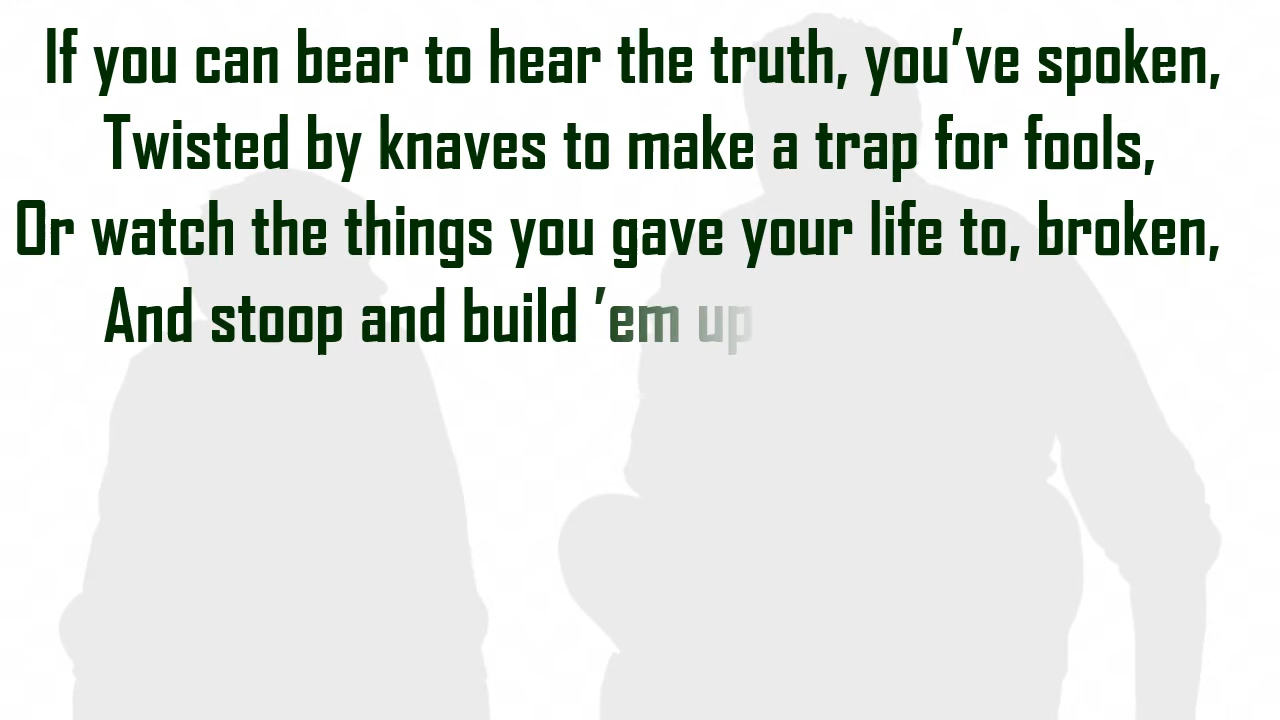 If you can bear to hear the truth, you’ve spoken,
Twisted by knaves to make a trap for fools,
Or watch the things you gave your life to, broken,
And stoop and build ’em up